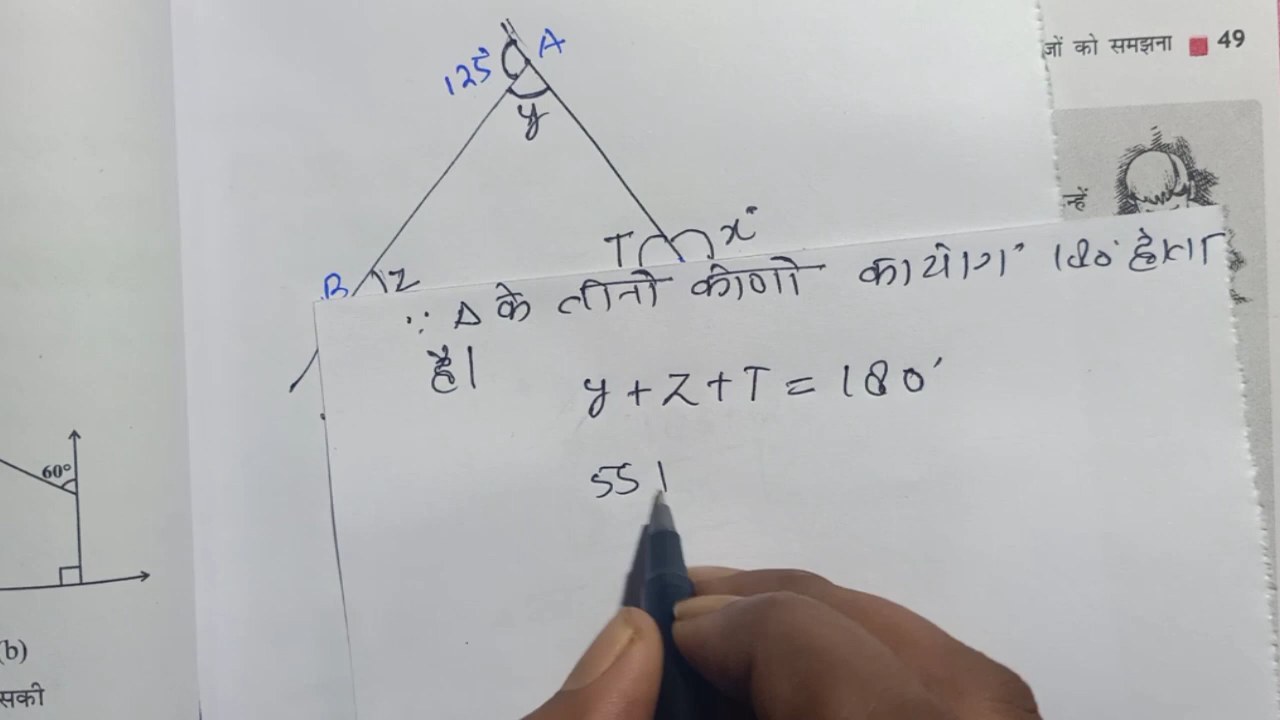 जों को समझना 49
125° A
y
न्हें
T x°
B z
∵ Δ के तीनो कोणो का योग 180° होता
है।
y + z + T = 180°
55
60°
(b)
सकी